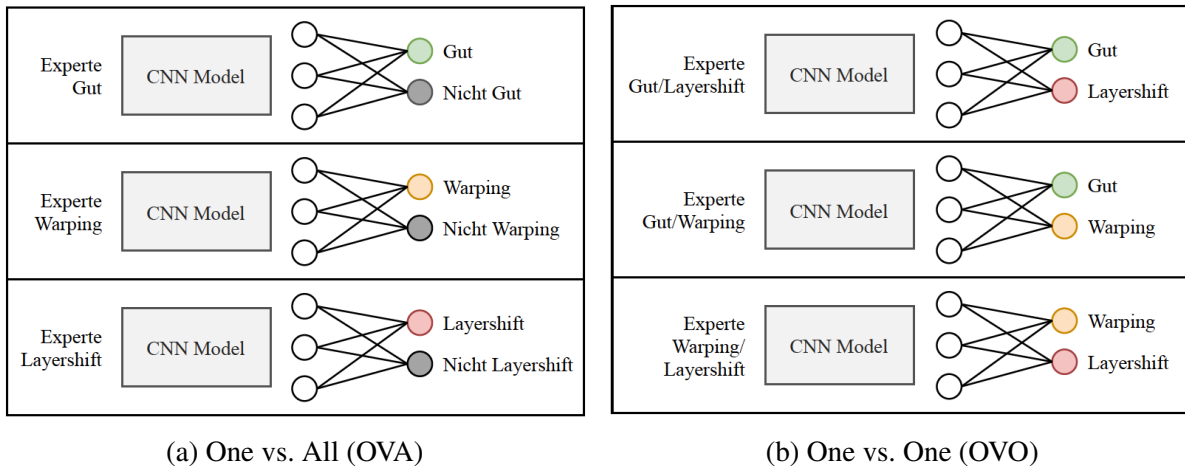 Experte
Gut
CNN Model
Gut
Nicht Gut
Experte
Warping
CNN Model
Warping
Nicht Warping
Experte
Layershift
CNN Model
Layershift
Nicht Layershift
(a) One vs. All (OVA)
Experte
Gut/Layershift
CNN Model
Gut
Layershift
Experte
Gut/Warping
CNN Model
Gut
Warping
Experte
Warping/
Layershift
CNN Model
Warping
Layershift
(b) One vs. One (OVO)